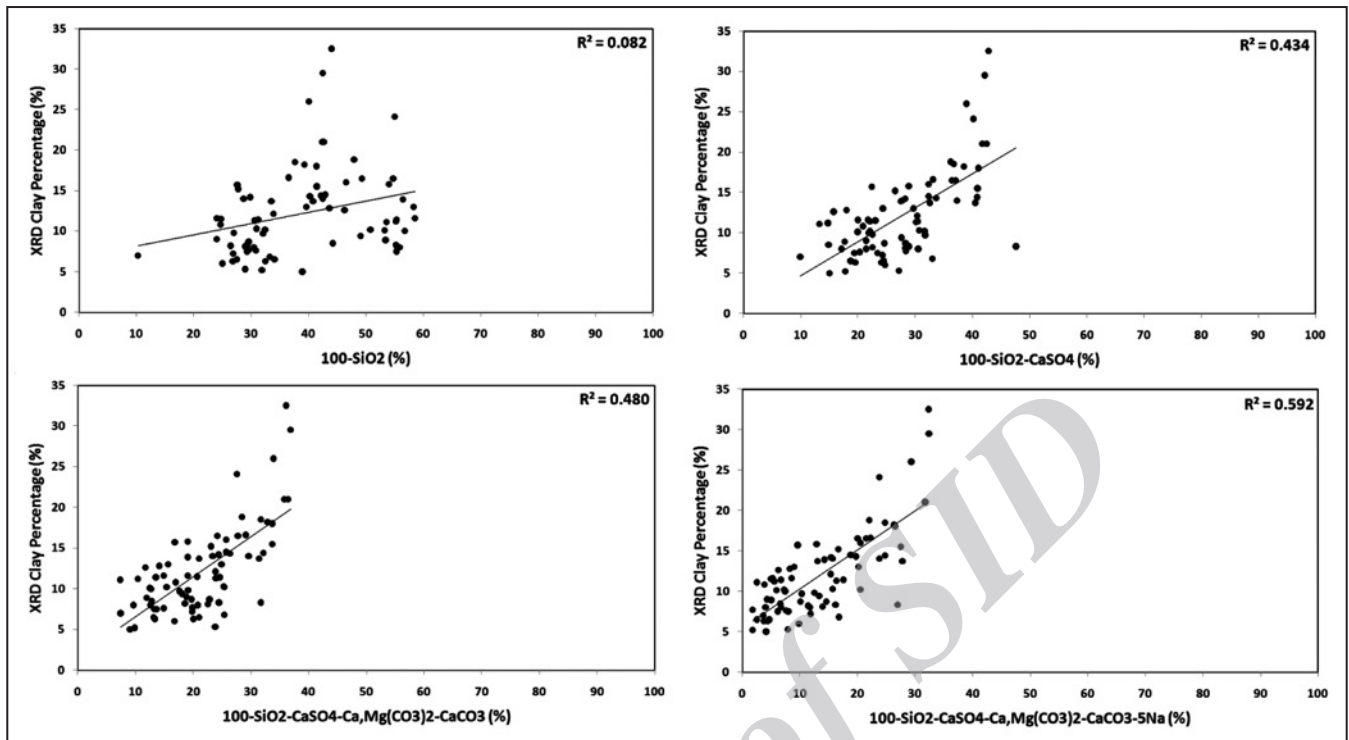 R² = 0.082
XRD Clay Percentage (%)
35
30
25
20
15
10
5
0
0 10 20 30 40 50 60 70 80 90 100
100-SiO2 (%)
R² = 0.434
XRD Clay Percentage (%)
35
30
25
20
15
10
5
0
0 10 20 30 40 50 60 70 80 90 100
100-SiO2-CaSO4 (%)
R² = 0.480
XRD Clay Percentage (%)
35
30
25
20
15
10
5
0
0 10 20 30 40 50 60 70 80 90 100
100-SiO2-CaSO4-Ca,Mg(CO3)2-CaCO3 (%)
R² = 0.592
XRD Clay Percentage (%)
35
30
25
20
15
10
5
0
0 10 20 30 40 50 60 70 80 90 100
100-SiO2-CaSO4-Ca,Mg(CO3)2-CaCO3-5Na (%)
of SID